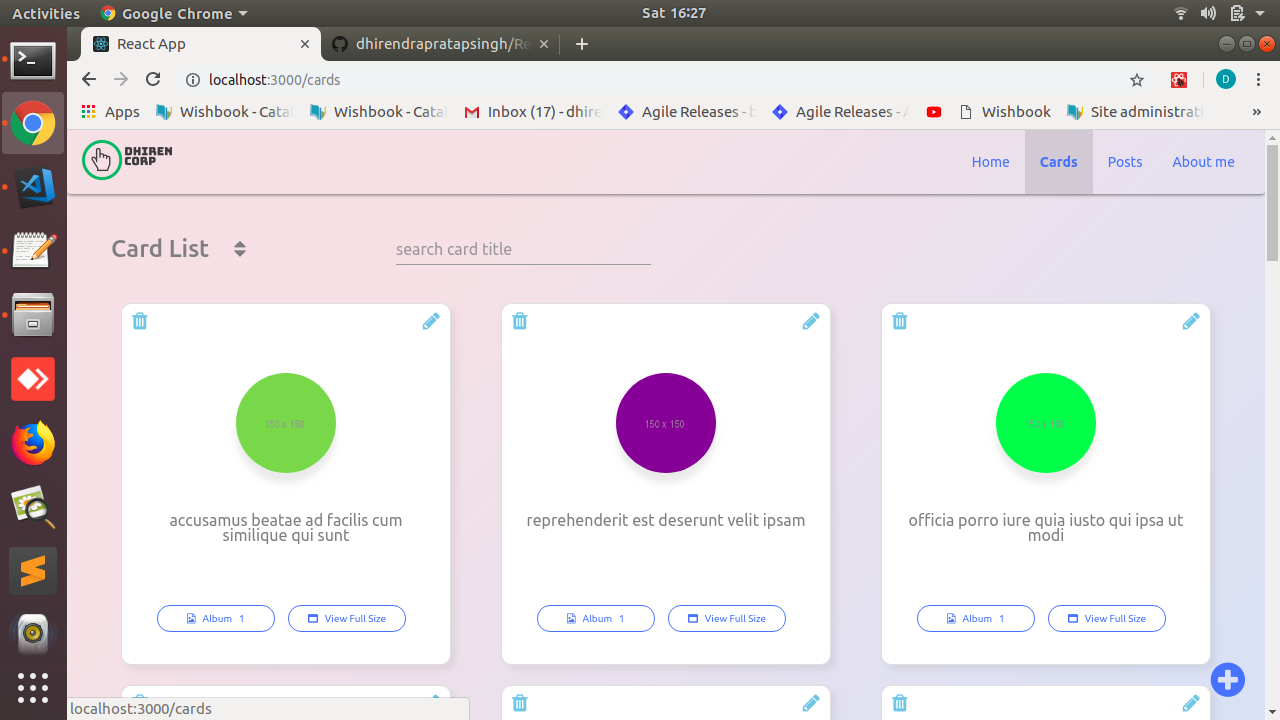 Activities Google Chrome Sat 16:27
React App dhirendrapratapsingh/Re
localhost:3000/cards D
Apps Wishbook - Catal Wishbook - Catal Inbox (17) - dhire Agile Releases - b Agile Releases - A Wishbook Site administrati »
DHIREN
CORP
Home Cards Posts About me
Card List search card title
150 x 150 150 x 150 150 x 150
accusamus beatae ad facilis cum
similique qui sunt
reprehenderit est deserunt velit ipsam
officia porro iure quia iusto qui ipsa ut
modi
Album 1 View Full Size Album 1 View Full Size Album 1 View Full Size
localhost:3000/cards